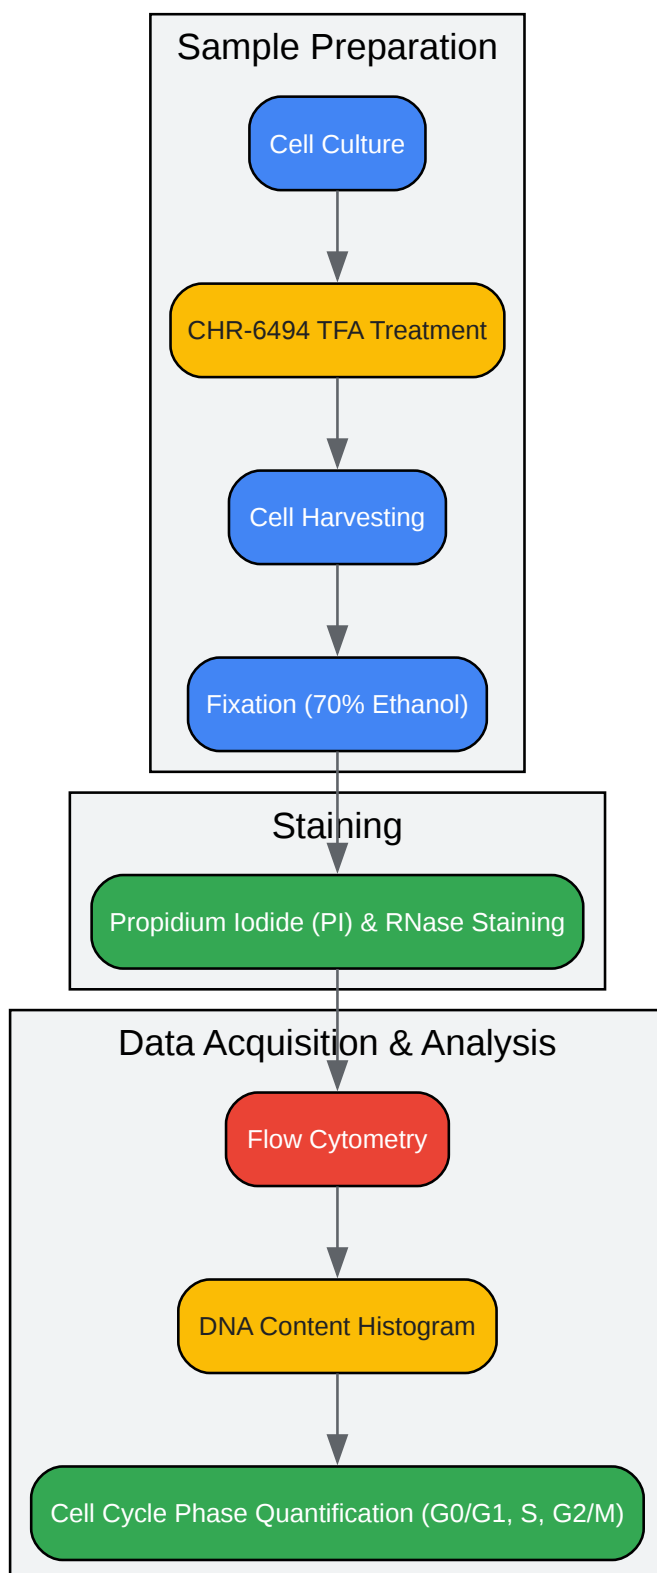 Sample Preparation
Cell Culture
CHR-6494 TFA Treatment
Cell Harvesting
Fixation (70% Ethanol)
Staining
Propidium Iodide (PI) & RNase Staining
Data Acquisition & Analysis
Flow Cytometry
DNA Content Histogram
Cell Cycle Phase Quantification (G0/G1, S, G2/M)